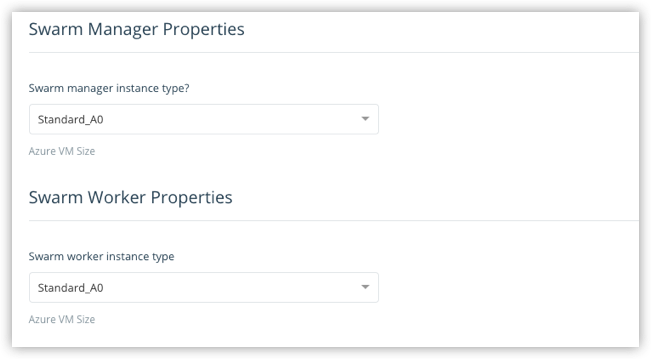 Swarm Manager Properties
Swarm manager instance type?
Standard_A0
Azure VM Size
Swarm Worker Properties
Swarm worker instance type
Standard_A0
Azure VM Size